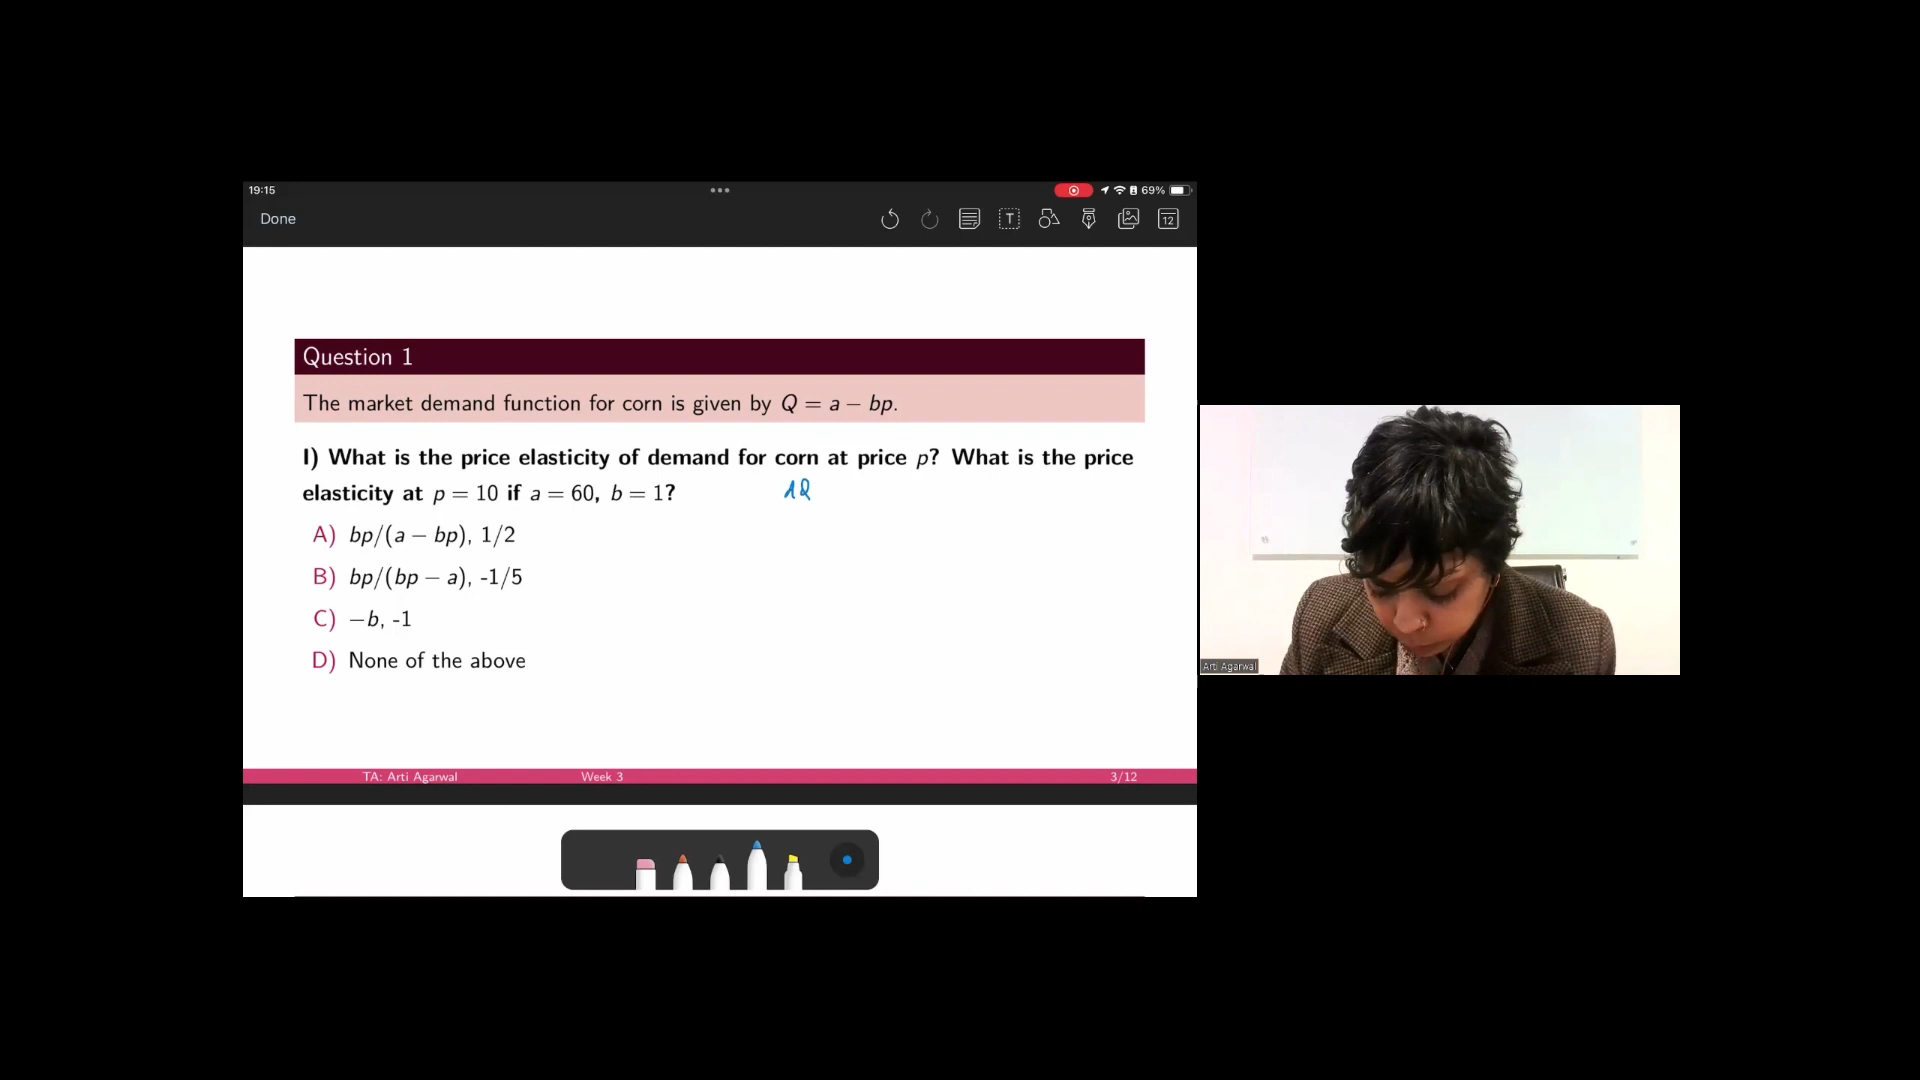 19:15
69%
Done
T
12
Question 1
The market demand function for corn is given by Q = a − bp.
I) What is the price elasticity of demand for corn at price p? What is the price
elasticity at p = 10 if a = 60, b = 1?
A) bp/(a − bp), 1/2
B) bp/(bp − a), -1/5
C) −b, -1
D) None of the above
TA: Arti Agarwal
Week 3
3/12
Arti Agarwal